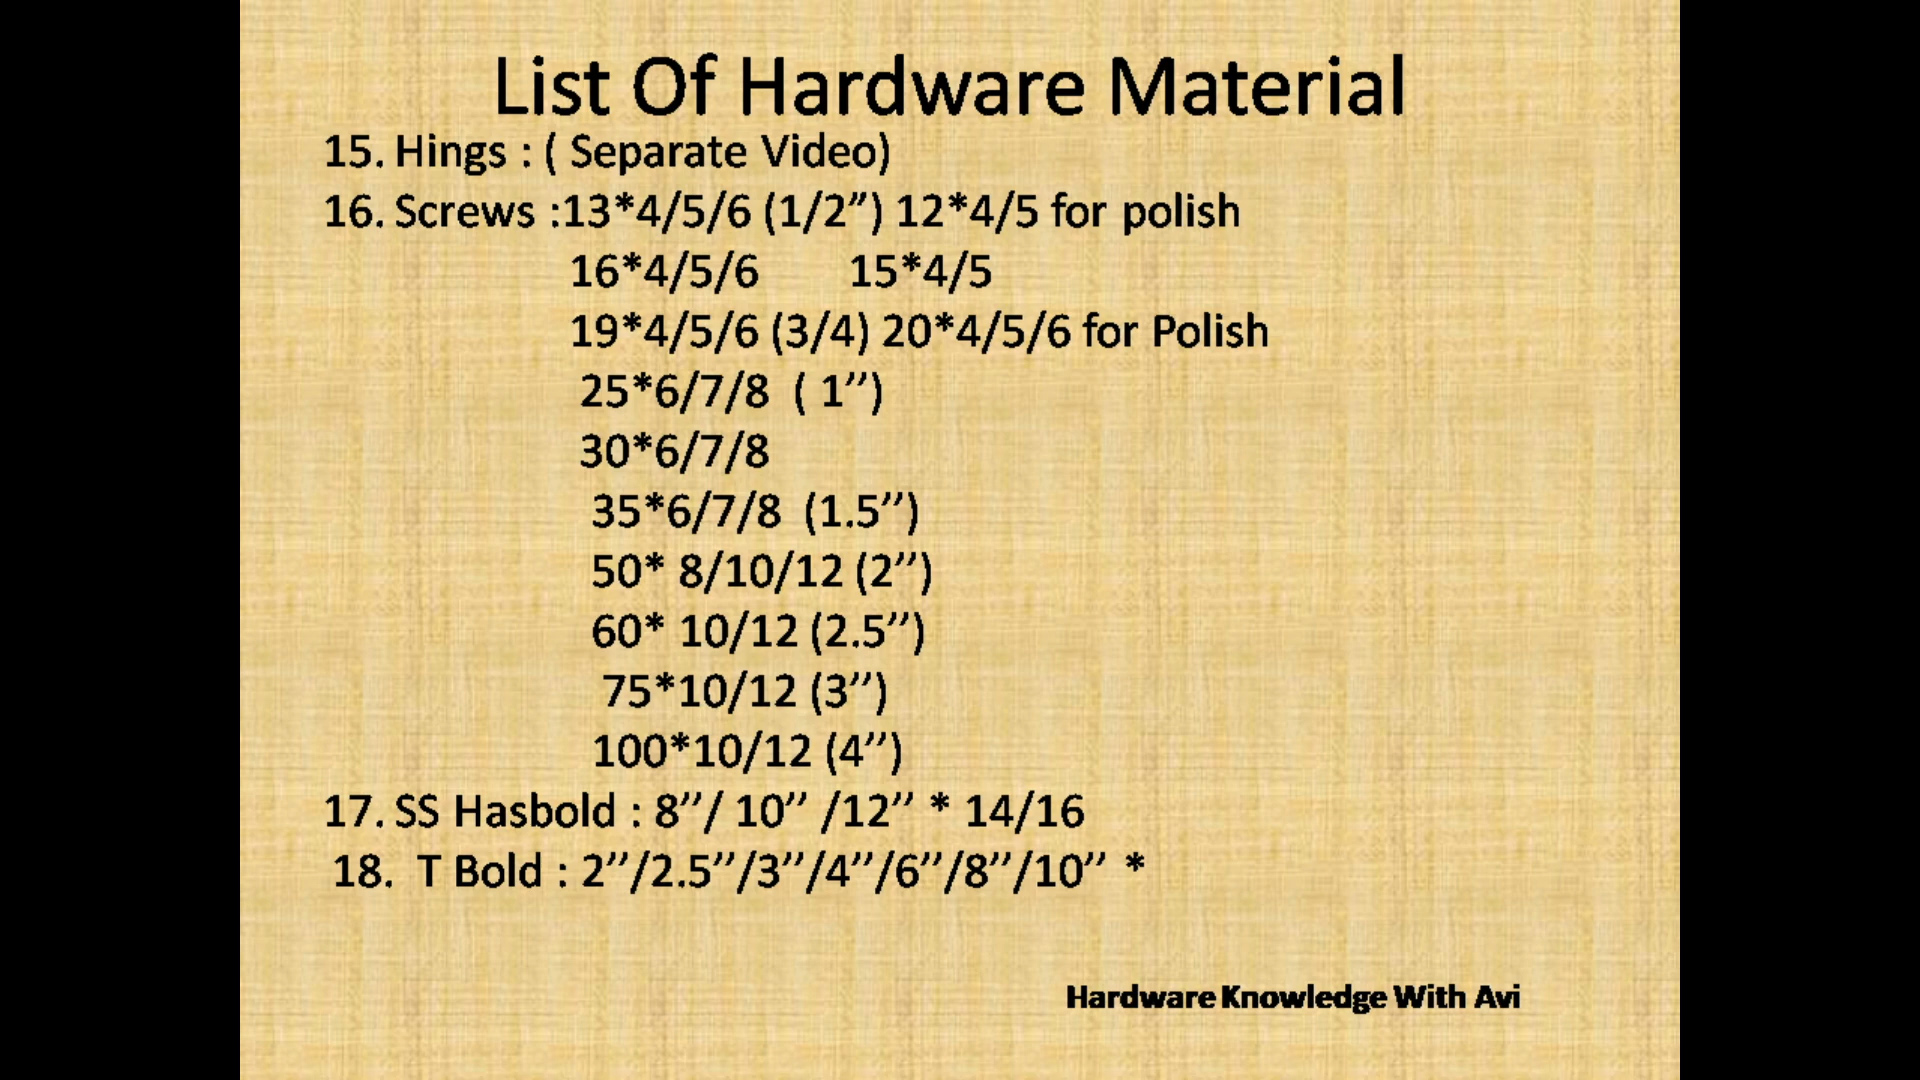 List Of Hardware Material
15. Hings : ( Separate Video)
16. Screws :13*4/5/6 (1/2”) 12*4/5 for polish
16*4/5/6 15*4/5
19*4/5/6 (3/4) 20*4/5/6 for Polish
25*6/7/8 ( 1’’)
30*6/7/8
35*6/7/8 (1.5’’)
50* 8/10/12 (2’’)
60* 10/12 (2.5’’)
75*10/12 (3’’)
100*10/12 (4’’)
17. SS Hasbold : 8’’/ 10’’ /12’’ * 14/16
18. T Bold : 2’’/2.5’’/3’’/4’’/6’’/8’’/10’’ *
Hardware Knowledge With Avi